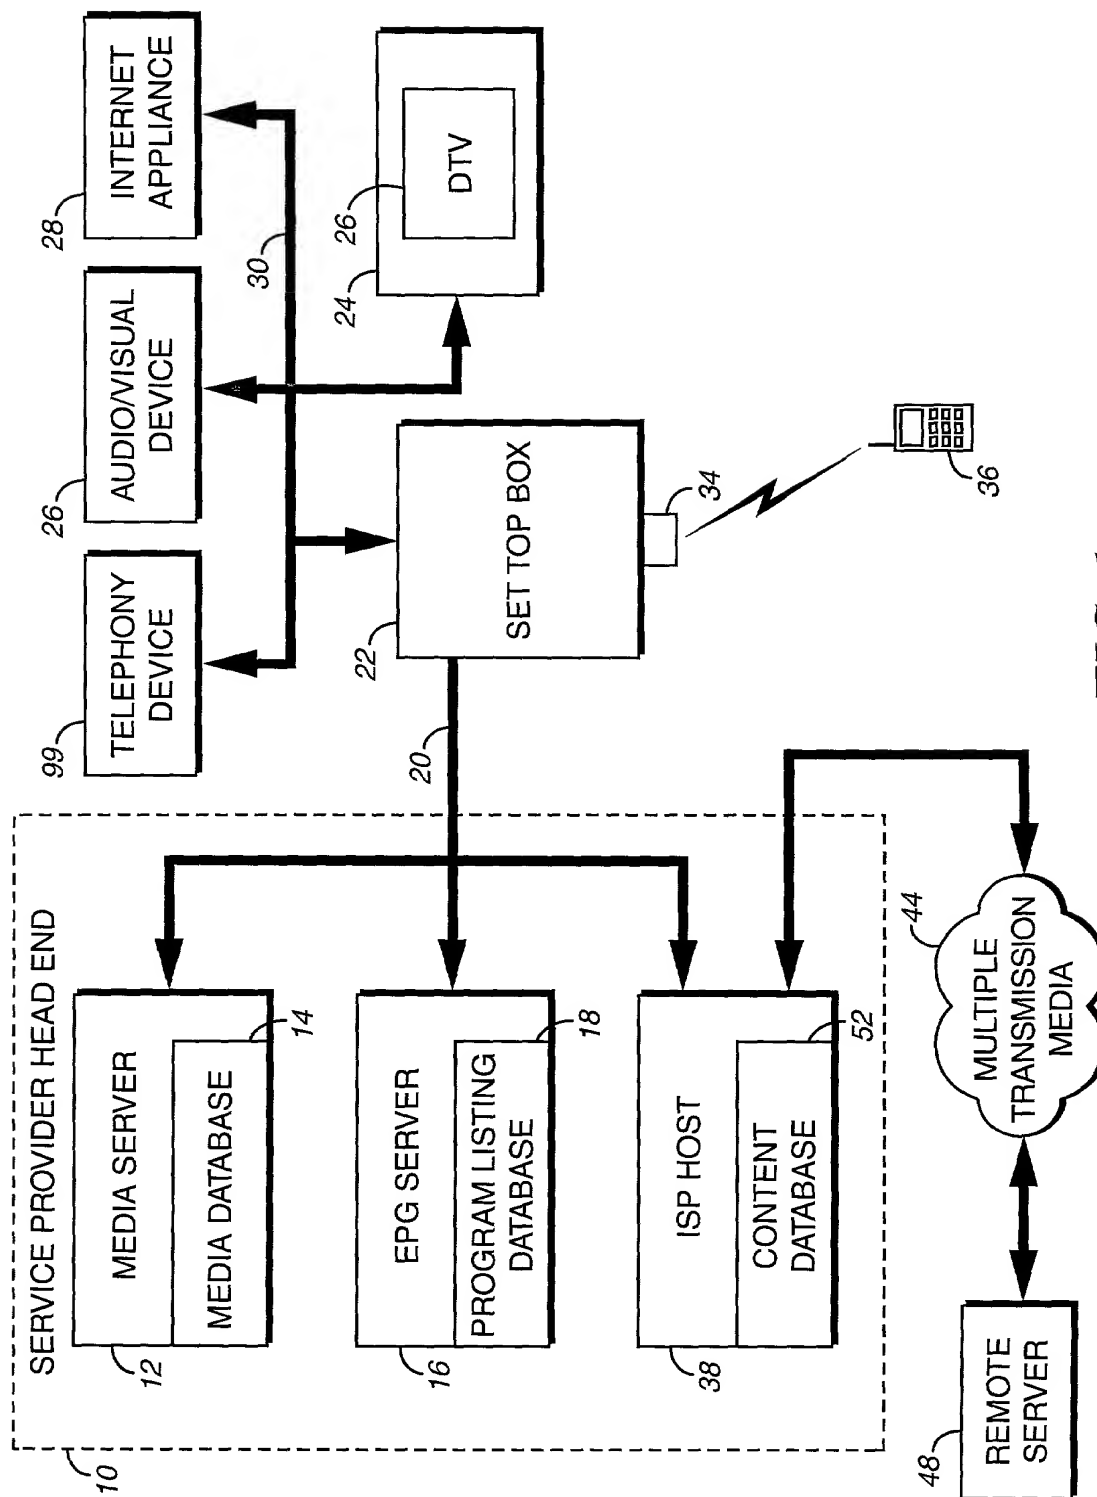 10
SERVICE PROVIDER HEAD END
12
MEDIA SERVER
MEDIA DATABASE
14
16
EPG SERVER
PROGRAM LISTING
DATABASE
18
38
ISP HOST
CONTENT
DATABASE
52
20
99
TELEPHONY
DEVICE
26
AUDIO/VISUAL
DEVICE
28
INTERNET
APPLIANCE
30
22
SET TOP BOX
34
36
24
26
DTV
48
REMOTE
SERVER
44
MULTIPLE
TRANSMISSION
MEDIA